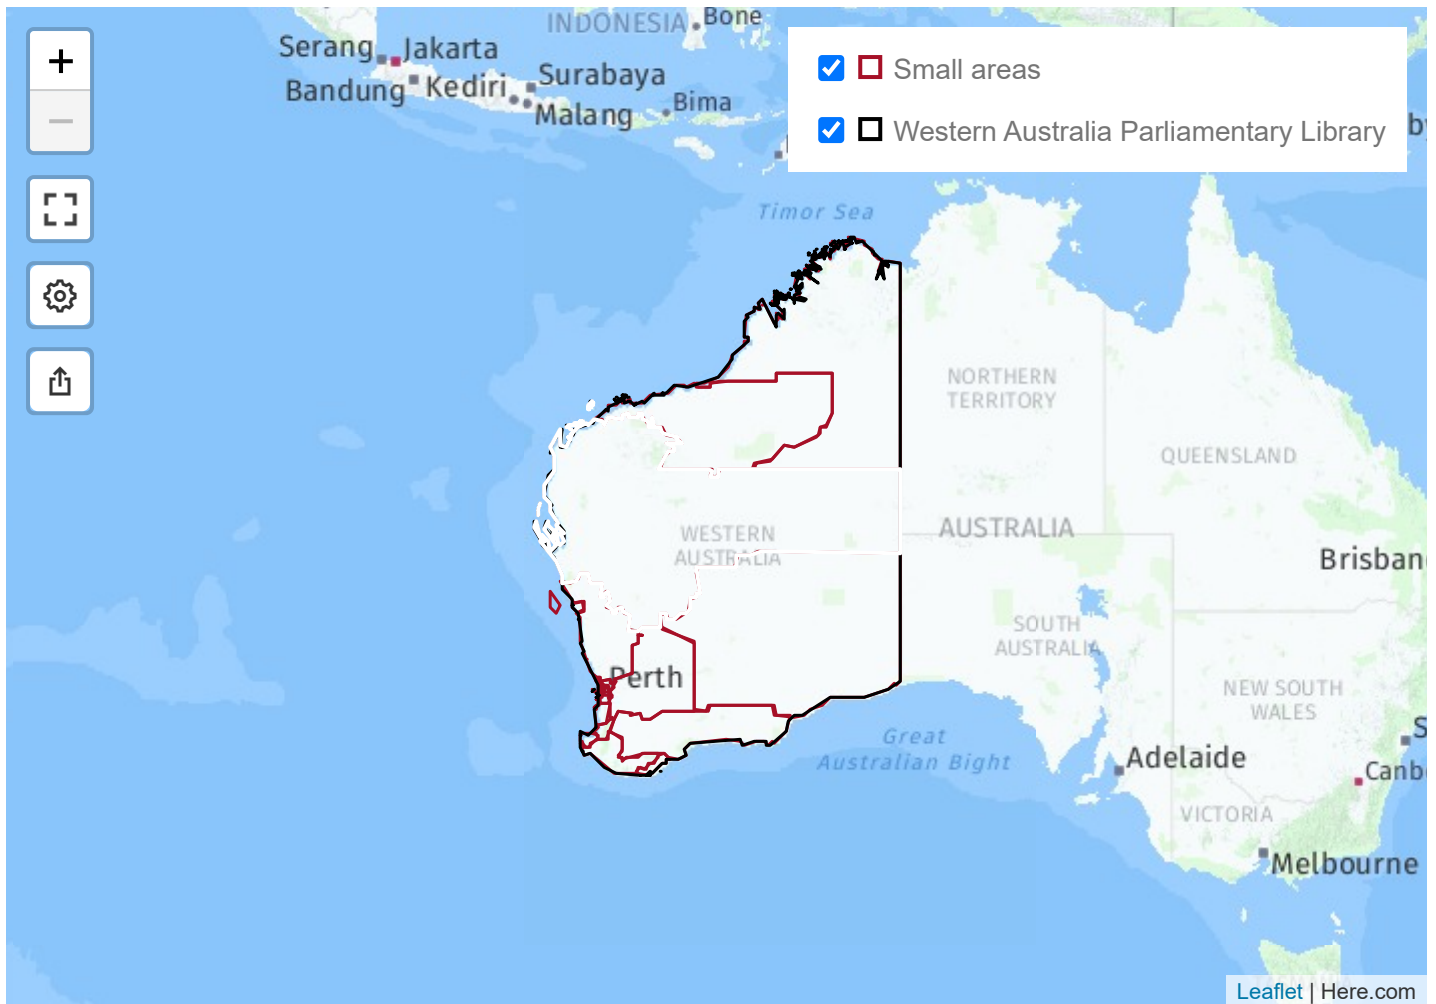 INDONESIA
Bone
Serang
Jakarta
Bandung
Kediri
Surabaya
Malang
Bima
+
−
Small areas
Western Australia Parliamentary Library
Timor Sea
NORTHERN
TERRITORY
QUEENSLAND
WESTERN
AUSTRALIA
AUSTRALIA
Brisban
SOUTH
AUSTRALIA
Perth
NEW SOUTH
WALES
Great
Australian Bight
Adelaide
Canb
VICTORIA
Melbourne
Leaflet | Here.com